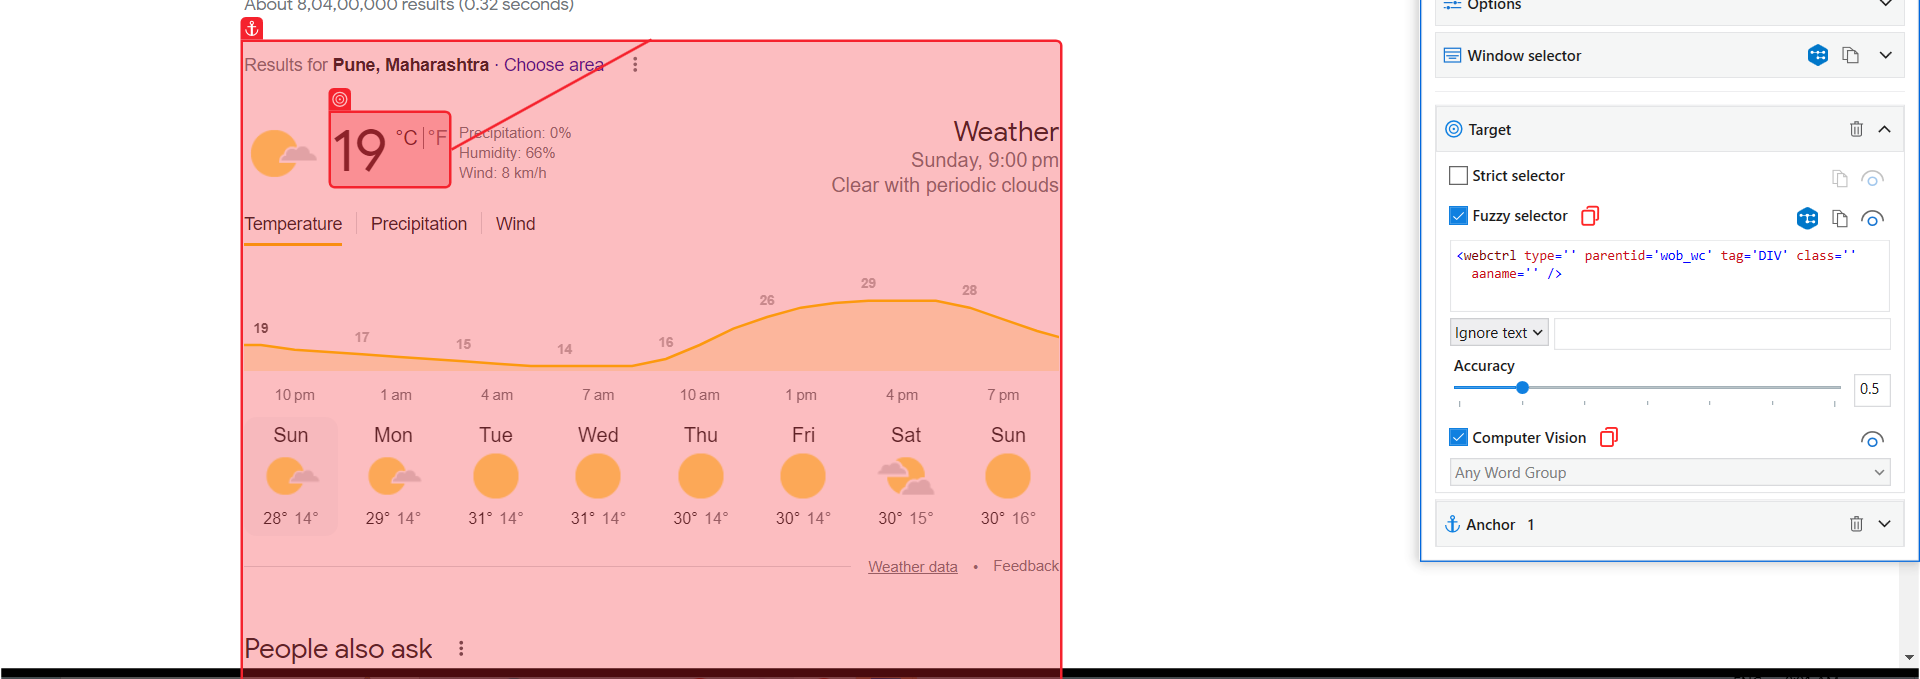 About 8,04,00,000 results (0.32 seconds)
Results for Pune, Maharashtra · Choose area
19 °C | °F
Precipitation: 0%
Humidity: 66%
Wind: 8 km/h
Weather
Sunday, 9:00 pm
Clear with periodic clouds
Temperature Precipitation Wind
19 17 15 14 16 26 29 28
10 pm 1 am 4 am 7 am 10 am 1 pm 4 pm 7 pm
Sun Mon Tue Wed Thu Fri Sat Sun
28° 14° 29° 14° 31° 14° 31° 14° 30° 14° 30° 14° 30° 15° 30° 16°
Weather data • Feedback
People also ask
Options
Window selector
Target
Strict selector
Fuzzy selector
<webctrl type='' parentid='wob_wc' tag='DIV' class=''
aaname='' />
Ignore text
Accuracy
0.5
Computer Vision
Any Word Group
Anchor 1